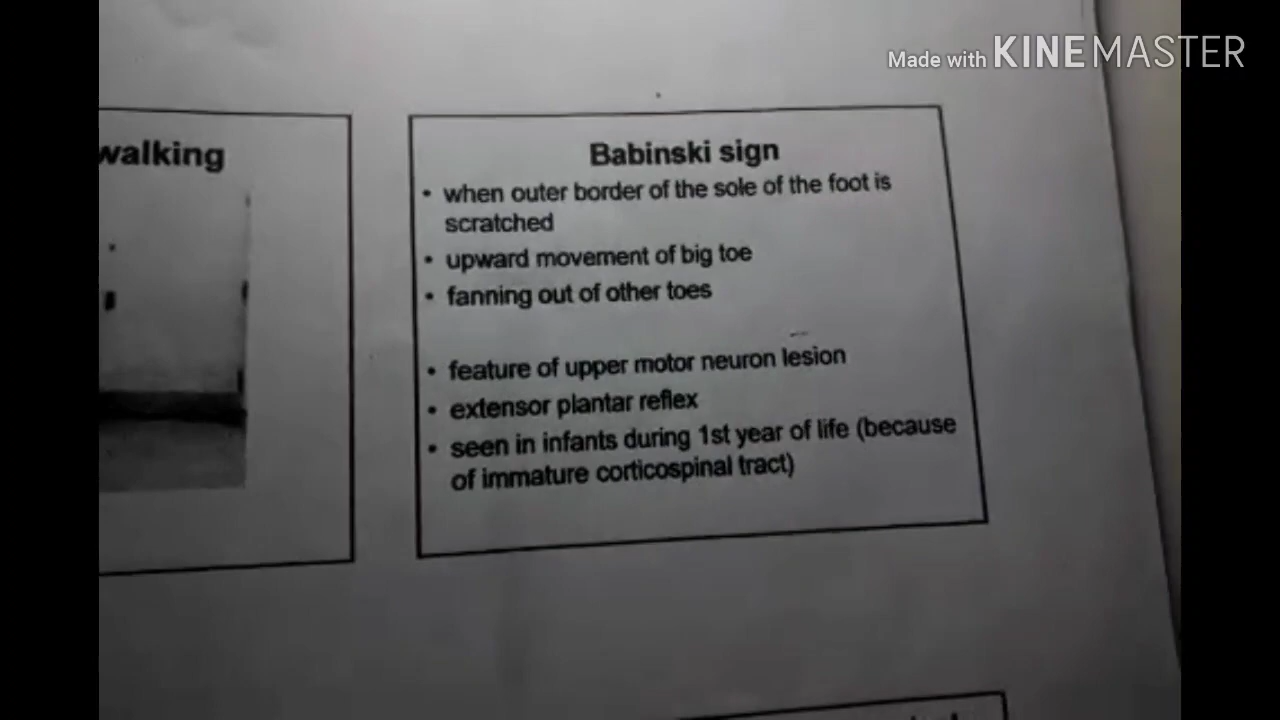 Made with KINEMASTER
walking
Babinski sign
• when outer border of the sole of the foot is
scratched
• upward movement of big toe
• fanning out of other toes
• feature of upper motor neuron lesion
• extensor plantar reflex
• seen in infants during 1st year of life (because
of immature corticospinal tract)